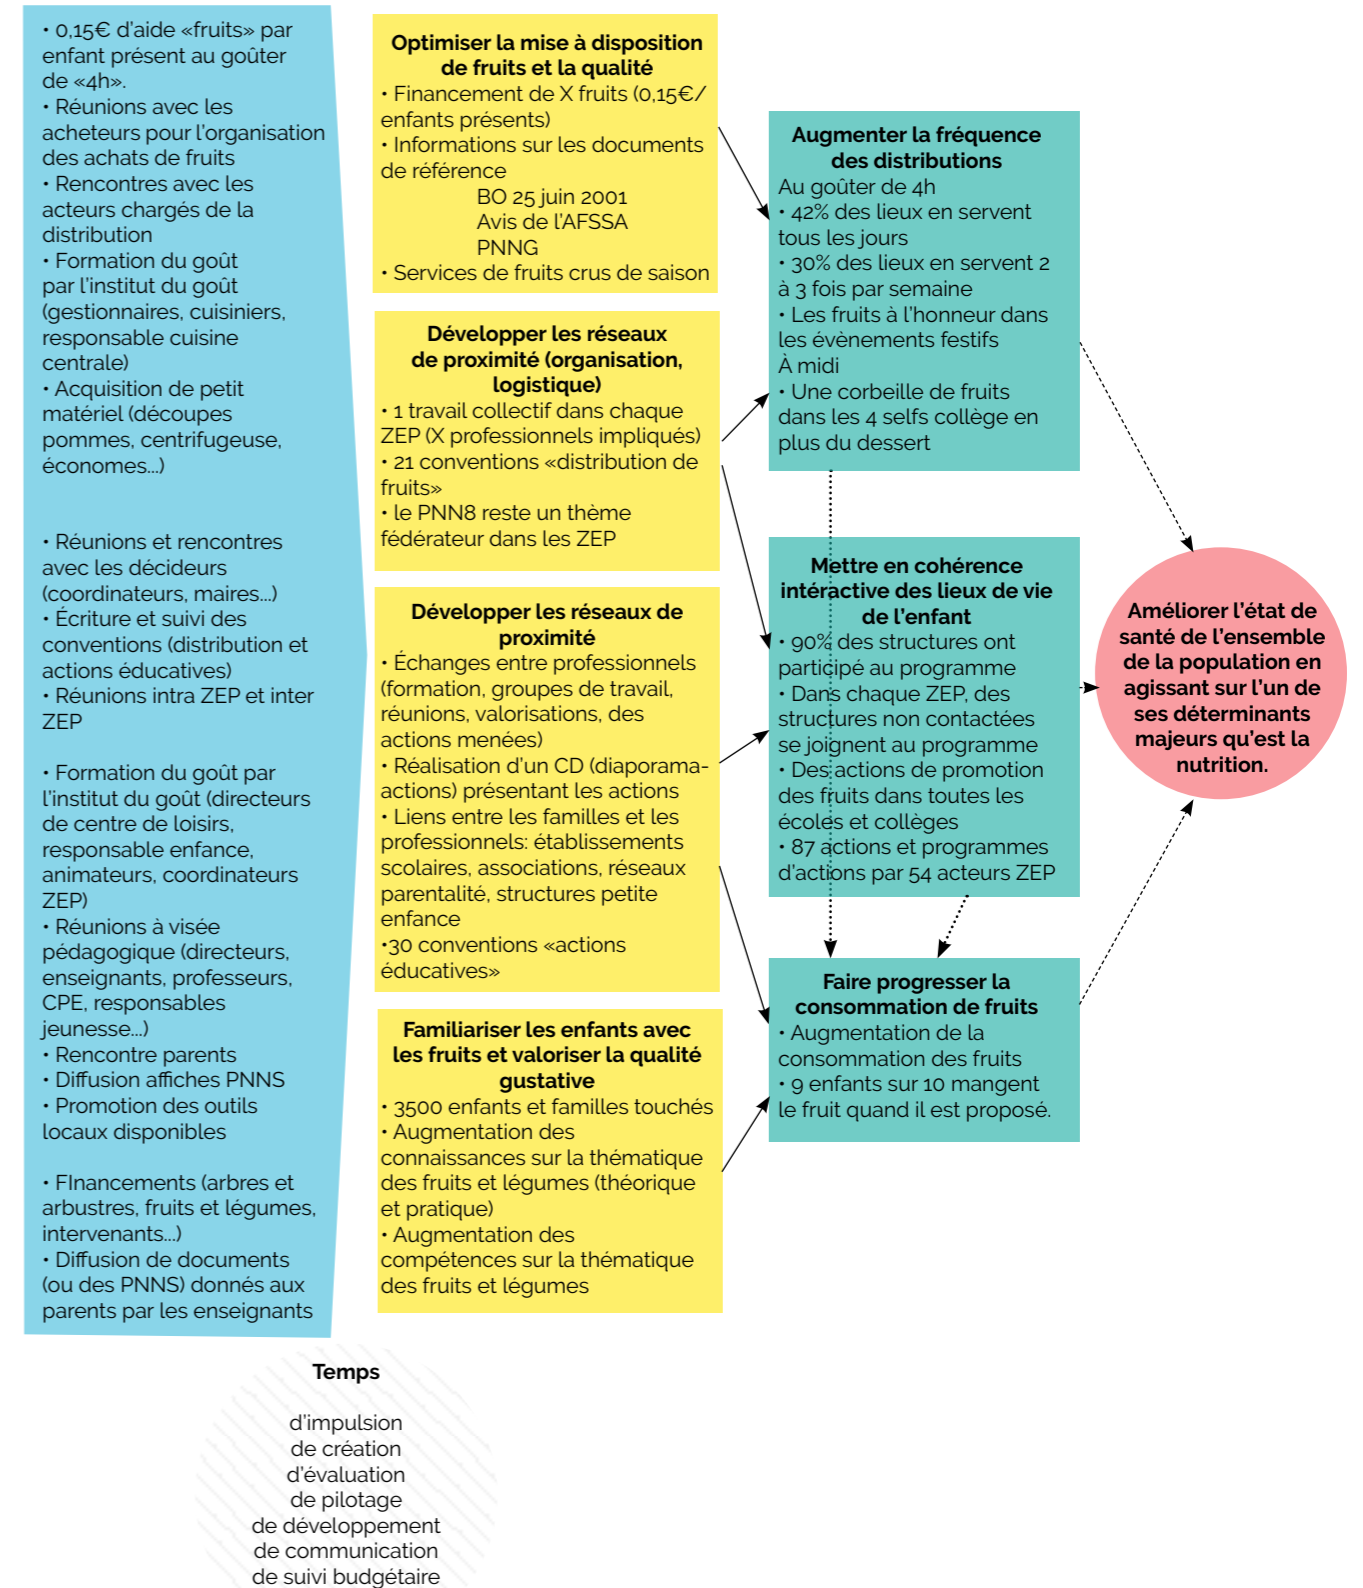 • 0,15€ d'aide «fruits» par
enfant présent au goûter
de «4h».
• Réunions avec les
acheteurs pour l'organisation
des achats de fruits
• Rencontres avec les
acteurs chargés de la
distribution
• Formation du goût
par l'institut du goût
(gestionnaires, cuisiniers,
responsable cuisine
centrale)
• Acquisition de petit
matériel (découpes
pommes, centrifugeuse,
économes...)
• Réunions et rencontres
avec les décideurs
(coordinateurs, maires...)
• Écriture et suivi des
conventions (distribution et
actions éducatives)
• Réunions intra ZEP et inter
ZEP
• Formation du goût par
l'institut du goût (directeurs
de centre de loisirs,
responsable enfance,
animateurs, coordinateurs
ZEP)
• Réunions à visée
pédagogique (directeurs,
enseignants, professeurs,
CPE, responsables
jeunesse...)
• Rencontre parents
• Diffusion affiches PNNS
• Promotion des outils
locaux disponibles
• FInancements (arbres et
arbustres, fruits et légumes,
intervenants...)
• Diffusion de documents
(ou des PNNS) donnés aux
parents par les enseignants
Optimiser la mise à disposition
de fruits et la qualité
• Financement de X fruits (0,15€/
enfants présents)
• Informations sur les documents
de référence
BO 25 juin 2001
Avis de l'AFSSA
PNNG
• Services de fruits crus de saison
Développer les réseaux
de proximité (organisation,
logistique)
• 1 travail collectif dans chaque
ZEP (X professionnels impliqués)
• 21 conventions «distribution de
fruits»
• le PNN8 reste un thème
fédérateur dans les ZEP
Développer les réseaux de
proximité
• Échanges entre professionnels
(formation, groupes de travail,
réunions, valorisations, des
actions menées)
• Réalisation d'un CD (diaporama-
actions) présentant les actions
• Liens entre les familles et les
professionnels: établissements
scolaires, associations, réseaux
parentalité, structures petite
enfance
•30 conventions «actions
éducatives»
Familiariser les enfants avec
les fruits et valoriser la qualité
gustative
• 3500 enfants et familles touchés
• Augmentation des
connaissances sur la thématique
des fruits et légumes (théorique
et pratique)
• Augmentation des
compétences sur la thématique
des fruits et légumes
Augmenter la fréquence
des distributions
Au goûter de 4h
• 42% des lieux en servent
tous les jours
• 30% des lieux en servent 2
à 3 fois par semaine
• Les fruits à l'honneur dans
les évènements festifs
À midi
• Une corbeille de fruits
dans les 4 selfs collège en
plus du dessert
Mettre en cohérence
intéractive des lieux de vie
de l'enfant
• 90% des structures ont
participé au programme
• Dans chaque ZEP, des
structures non contactées
se joignent au programme
• Des actions de promotion
des fruits dans toutes les
écoles et collèges
• 87 actions et programmes
d'actions par 54 acteurs ZEP
Faire progresser la
consommation de fruits
• Augmentation de la
consommation des fruits
• 9 enfants sur 10 mangent
le fruit quand il est proposé.
Améliorer l'état de
santé de l'ensemble
de la population en
agissant sur l'un de
ses déterminants
majeurs qu'est la
nutrition.
Temps
d'impulsion
de création
d'évaluation
de pilotage
de développement
de communication
de suivi budgétaire